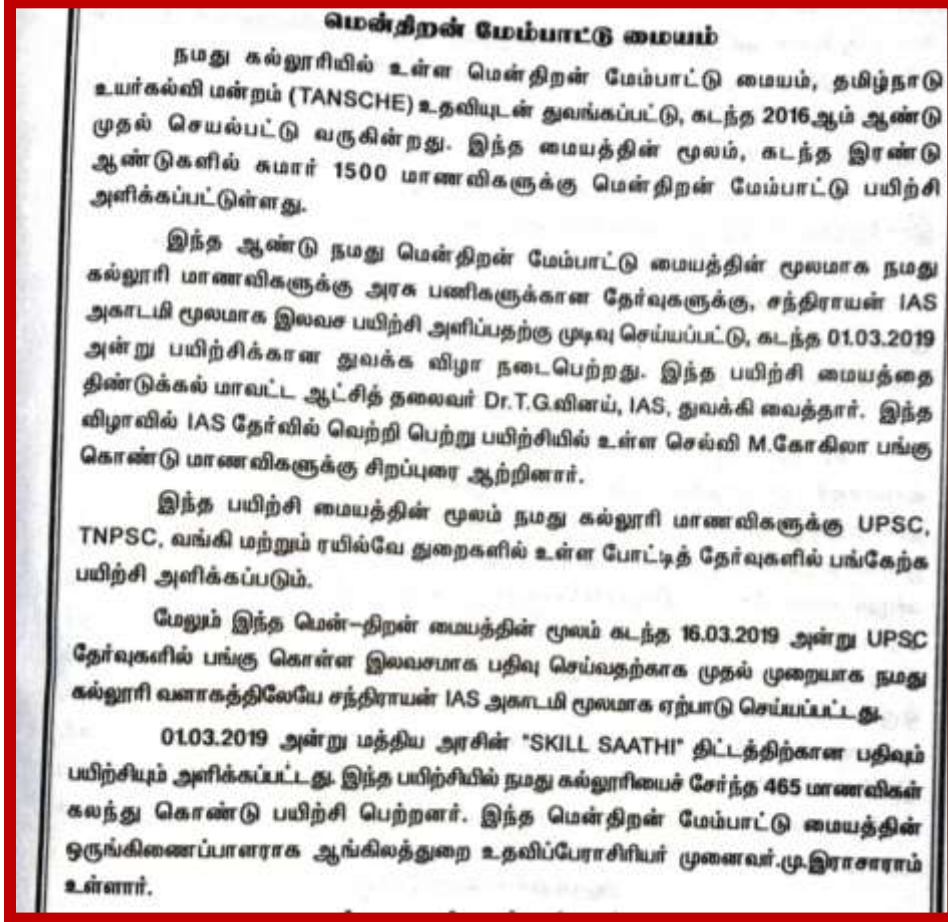 மென்திறன் மேம்பாட்டு மையம்
நமது கல்லூரியில் உள்ள மென்திறன் மேம்பாட்டு மையம், தமிழ்நாடு
உயர்கல்வி மன்றம் (TANSCHE) உதவியுடன் துவங்கப்பட்டு, கடந்த 2016ஆம் ஆண்டு
முதல் செயல்பட்டு வருகின்றது. இந்த மையத்தின் மூலம், கடந்த இரண்டு
ஆண்டுகளில் சுமார் 1500 மாணவிகளுக்கு மென்திறன் மேம்பாட்டு பயிற்சி
அளிக்கப்பட்டுள்ளது.
இந்த ஆண்டு நமது மென்திறன் மேம்பாட்டு மையத்தின் மூலமாக நமது
கல்லூரி மாணவிகளுக்கு அரசு பணிகளுக்கான தேர்வுகளுக்கு, சந்திராயன் IAS
அகாடமி மூலமாக இலவச பயிற்சி அளிப்பதற்கு முடிவு செய்யப்பட்டு, கடந்த 01.03.2019
அன்று பயிற்சிக்கான துவக்க விழா நடைபெற்றது. இந்த பயிற்சி மையத்தை
திண்டுக்கல் மாவட்ட ஆட்சித் தலைவர் Dr.T.G.வினய், IAS, துவக்கி வைத்தார். இந்த
விழாவில் IAS தேர்வில் வெற்றி பெற்று பயிற்சியில் உள்ள செல்வி M.கோகிலா பங்கு
கொண்டு மாணவிகளுக்கு சிறப்புரை ஆற்றினார்.
இந்த பயிற்சி மையத்தின் மூலம் நமது கல்லூரி மாணவிகளுக்கு UPSC,
TNPSC, வங்கி மற்றும் ரயில்வே துறைகளில் உள்ள போட்டித் தேர்வுகளில் பங்கேற்க
பயிற்சி அளிக்கப்படும்.
மேலும் இந்த மென்-திறன் மையத்தின் மூலம் கடந்த 16.03.2019 அன்று UPSC
தேர்வுகளில் பங்கு கொள்ள இலவசமாக பதிவு செய்வதற்காக முதல் முறையாக நமது
கல்லூரி வளாகத்திலேயே சந்திராயன் IAS அகாடமி மூலமாக ஏற்பாடு செய்யப்பட்டது.
01.03.2019 அன்று மத்திய அரசின் "SKILL SAATHI" திட்டத்திற்கான பதிவும்
பயிற்சியும் அளிக்கப்பட்டது. இந்த பயிற்சியில் நமது கல்லூரியைச் சேர்ந்த 465 மாணவிகள்
கலந்து கொண்டு பயிற்சி பெற்றனர். இந்த மென்திறன் மேம்பாட்டு மையத்தின்
ஒருங்கிணைப்பாளராக ஆங்கிலத்துறை உதவிப்பேராசிரியர் முனைவர்.மு.இராசாராம்
உள்ளார்.